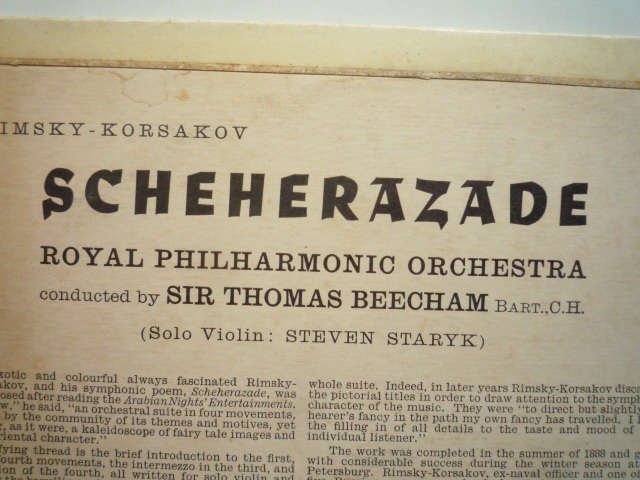 IMSKY-KORSAKOV
SCHEHERAZADE
ROYAL PHILHARMONIC ORCHESTRA
conducted by SIR THOMAS BEECHAM BART., C.H.
(Solo Violin: STEVEN STARYK)
xotic and colourful always fascinated Rimsky-
akov, and his symphonic poem, Scheherazade, was
osed after reading the Arabian Nights' Entertainments.
w," he said, "an orchestral suite in four movements,
by the community of its themes and motives, yet
, as it were, a kaleidoscope of fairy tale images and
riental character."
fying thread is the brief introduction to the first,
ourth movements, the intermezzo in the third, and
ion of the fourth, all written for solo violin and
whole suite. Indeed, in later years Rimsky-Korsakov disc
the pictorial titles in order to draw attention to the symph
character of the music. They were "to direct but slightly
hearer's fancy in the path my own fancy has travelled. I l
the filling in of all details to the taste and mood of
individual listener."
The work was completed in the summer of 1888 and g
with considerable success during the winter season at
Petersburg. Rimsky-Korsakov, ex-naval officer and one of